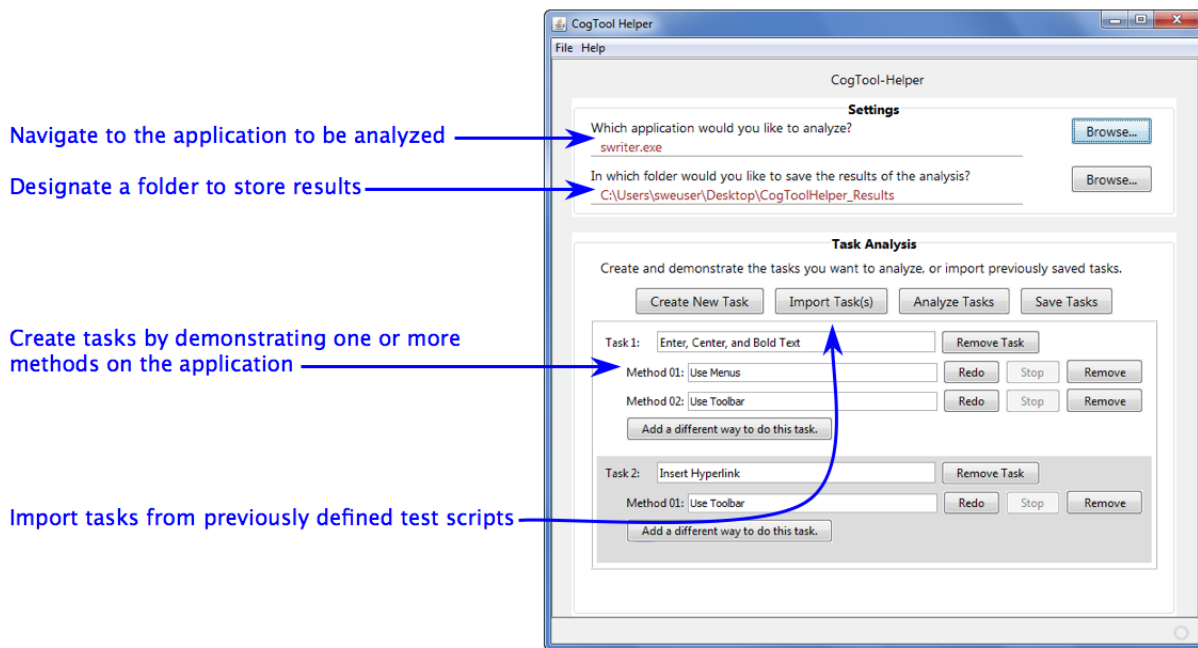 CogTool Helper
File Help
CogTool-Helper
Settings
Navigate to the application to be analyzed
Which application would you like to analyze?
Browse...
swriter.exe
Designate a folder to store results
In which folder would you like to save the results of the analysis?
Browse...
C:\Users\sweuser\Desktop\CogToolHelper_Results
Task Analysis
Create and demonstrate the tasks you want to analyze, or import previously saved tasks.
Create New Task Import Task(s) Analyze Tasks Save Tasks
Create tasks by demonstrating one or more
methods on the application
Task 1: Enter, Center, and Bold Text Remove Task
Method 01: Use Menus Redo Stop Remove
Method 02: Use Toolbar Redo Stop Remove
Add a different way to do this task.
Task 2: Insert Hyperlink Remove Task
Import tasks from previously defined test scripts
Method 01: Use Toolbar Redo Stop Remove
Add a different way to do this task.